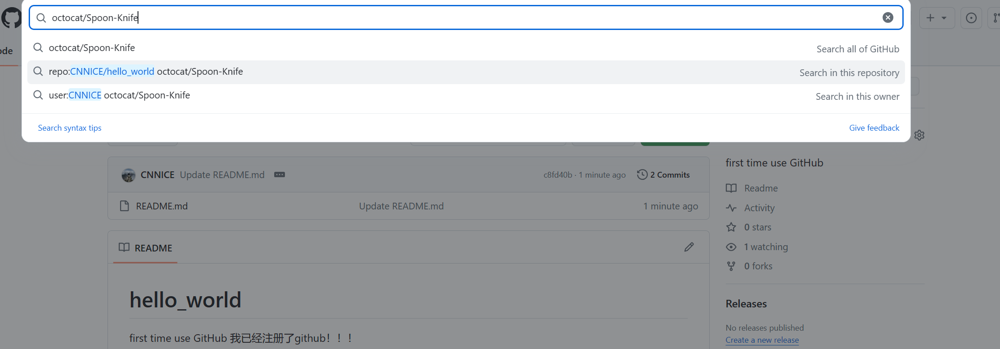 octocat/Spoon-Knife
octocat/Spoon-Knife Search all of GitHub
ode
repo:CNNICE/hello_world octocat/Spoon-Knife Search in this repository
user:CNNICE octocat/Spoon-Knife Search in this owner
Search syntax tips Give feedback
first time use GitHub
CNNICE Update README.md c8fd40b · 1 minute ago 2 Commits
Readme
README.md Update README.md 1 minute ago
Activity
0 stars
README
1 watching
0 forks
hello_world
Releases
No releases published
first time use GitHub 我已经注册了github！！！
Create a new release